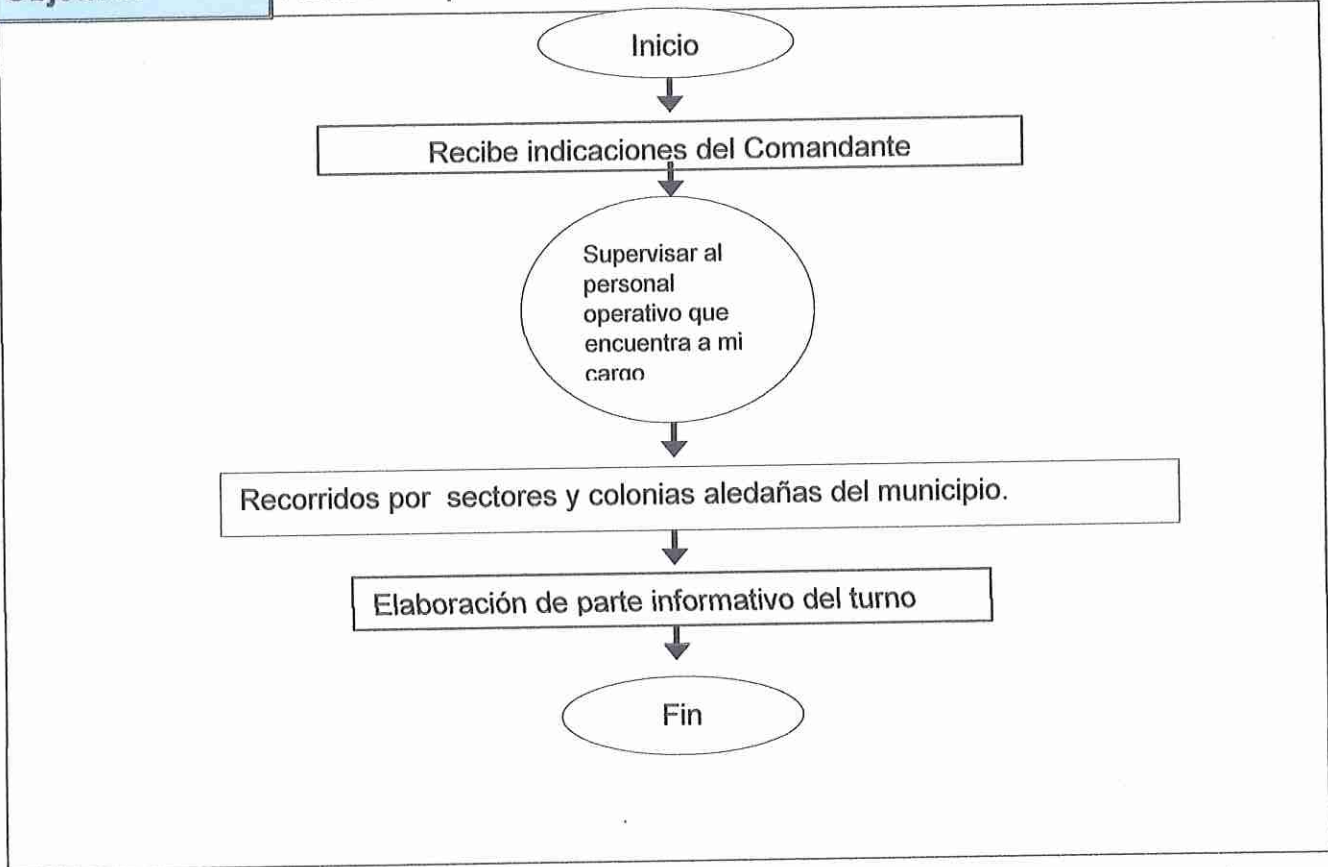 Inicio
Recibe indicaciones del Comandante
Supervisar al
personal
operativo que
encuentra a mi
cargo
Recorridos por sectores y colonias aledañas del municipio.
Elaboración de parte informativo del turno
Fin